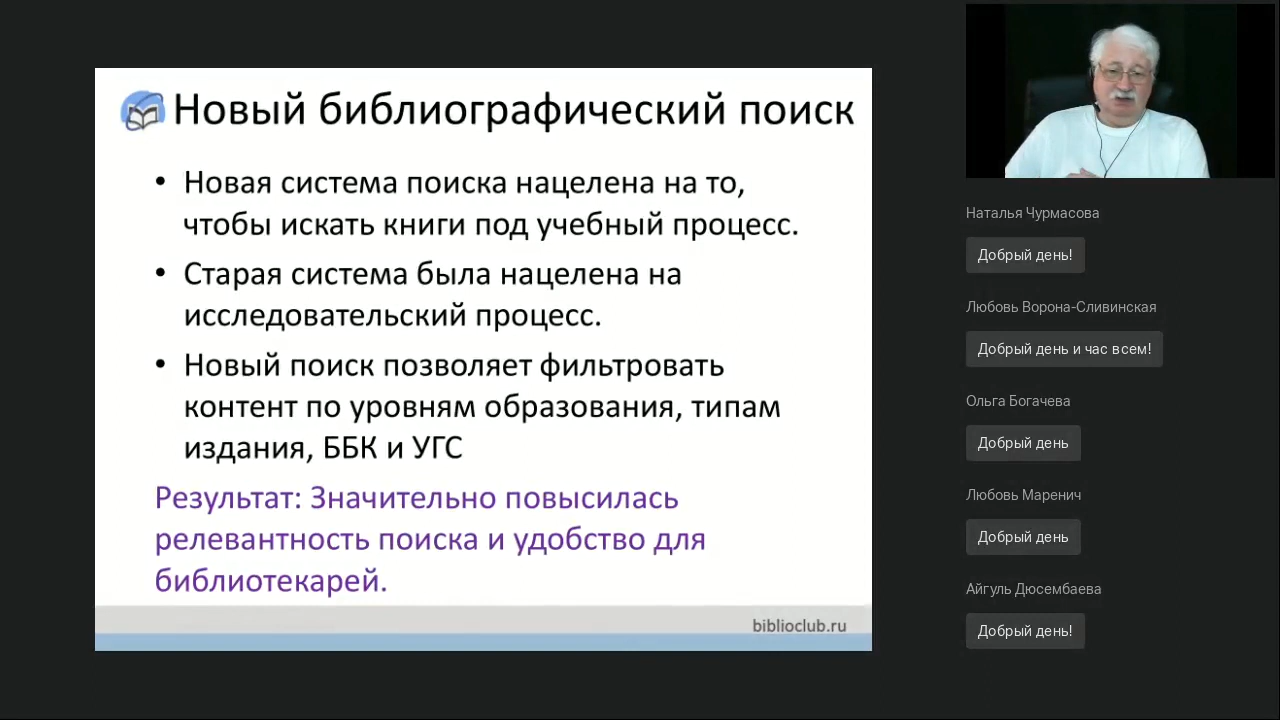 Новый библиографический поиск
• Новая система поиска нацелена на то,
чтобы искать книги под учебный процесс.
• Старая система была нацелена на
исследовательский процесс.
• Новый поиск позволяет фильтровать
контент по уровням образования, типам
издания, ББК и УГС
Результат: Значительно повысилась
релевантность поиска и удобство для
библиотекарей.
biblioclub.ru
Наталья Чурмасова
Добрый день!
Любовь Ворона-Сливинская
Добрый день и час всем!
Ольга Богачева
Добрый день
Любовь Маренич
Добрый день
Айгуль Дюсембаева
Добрый день!